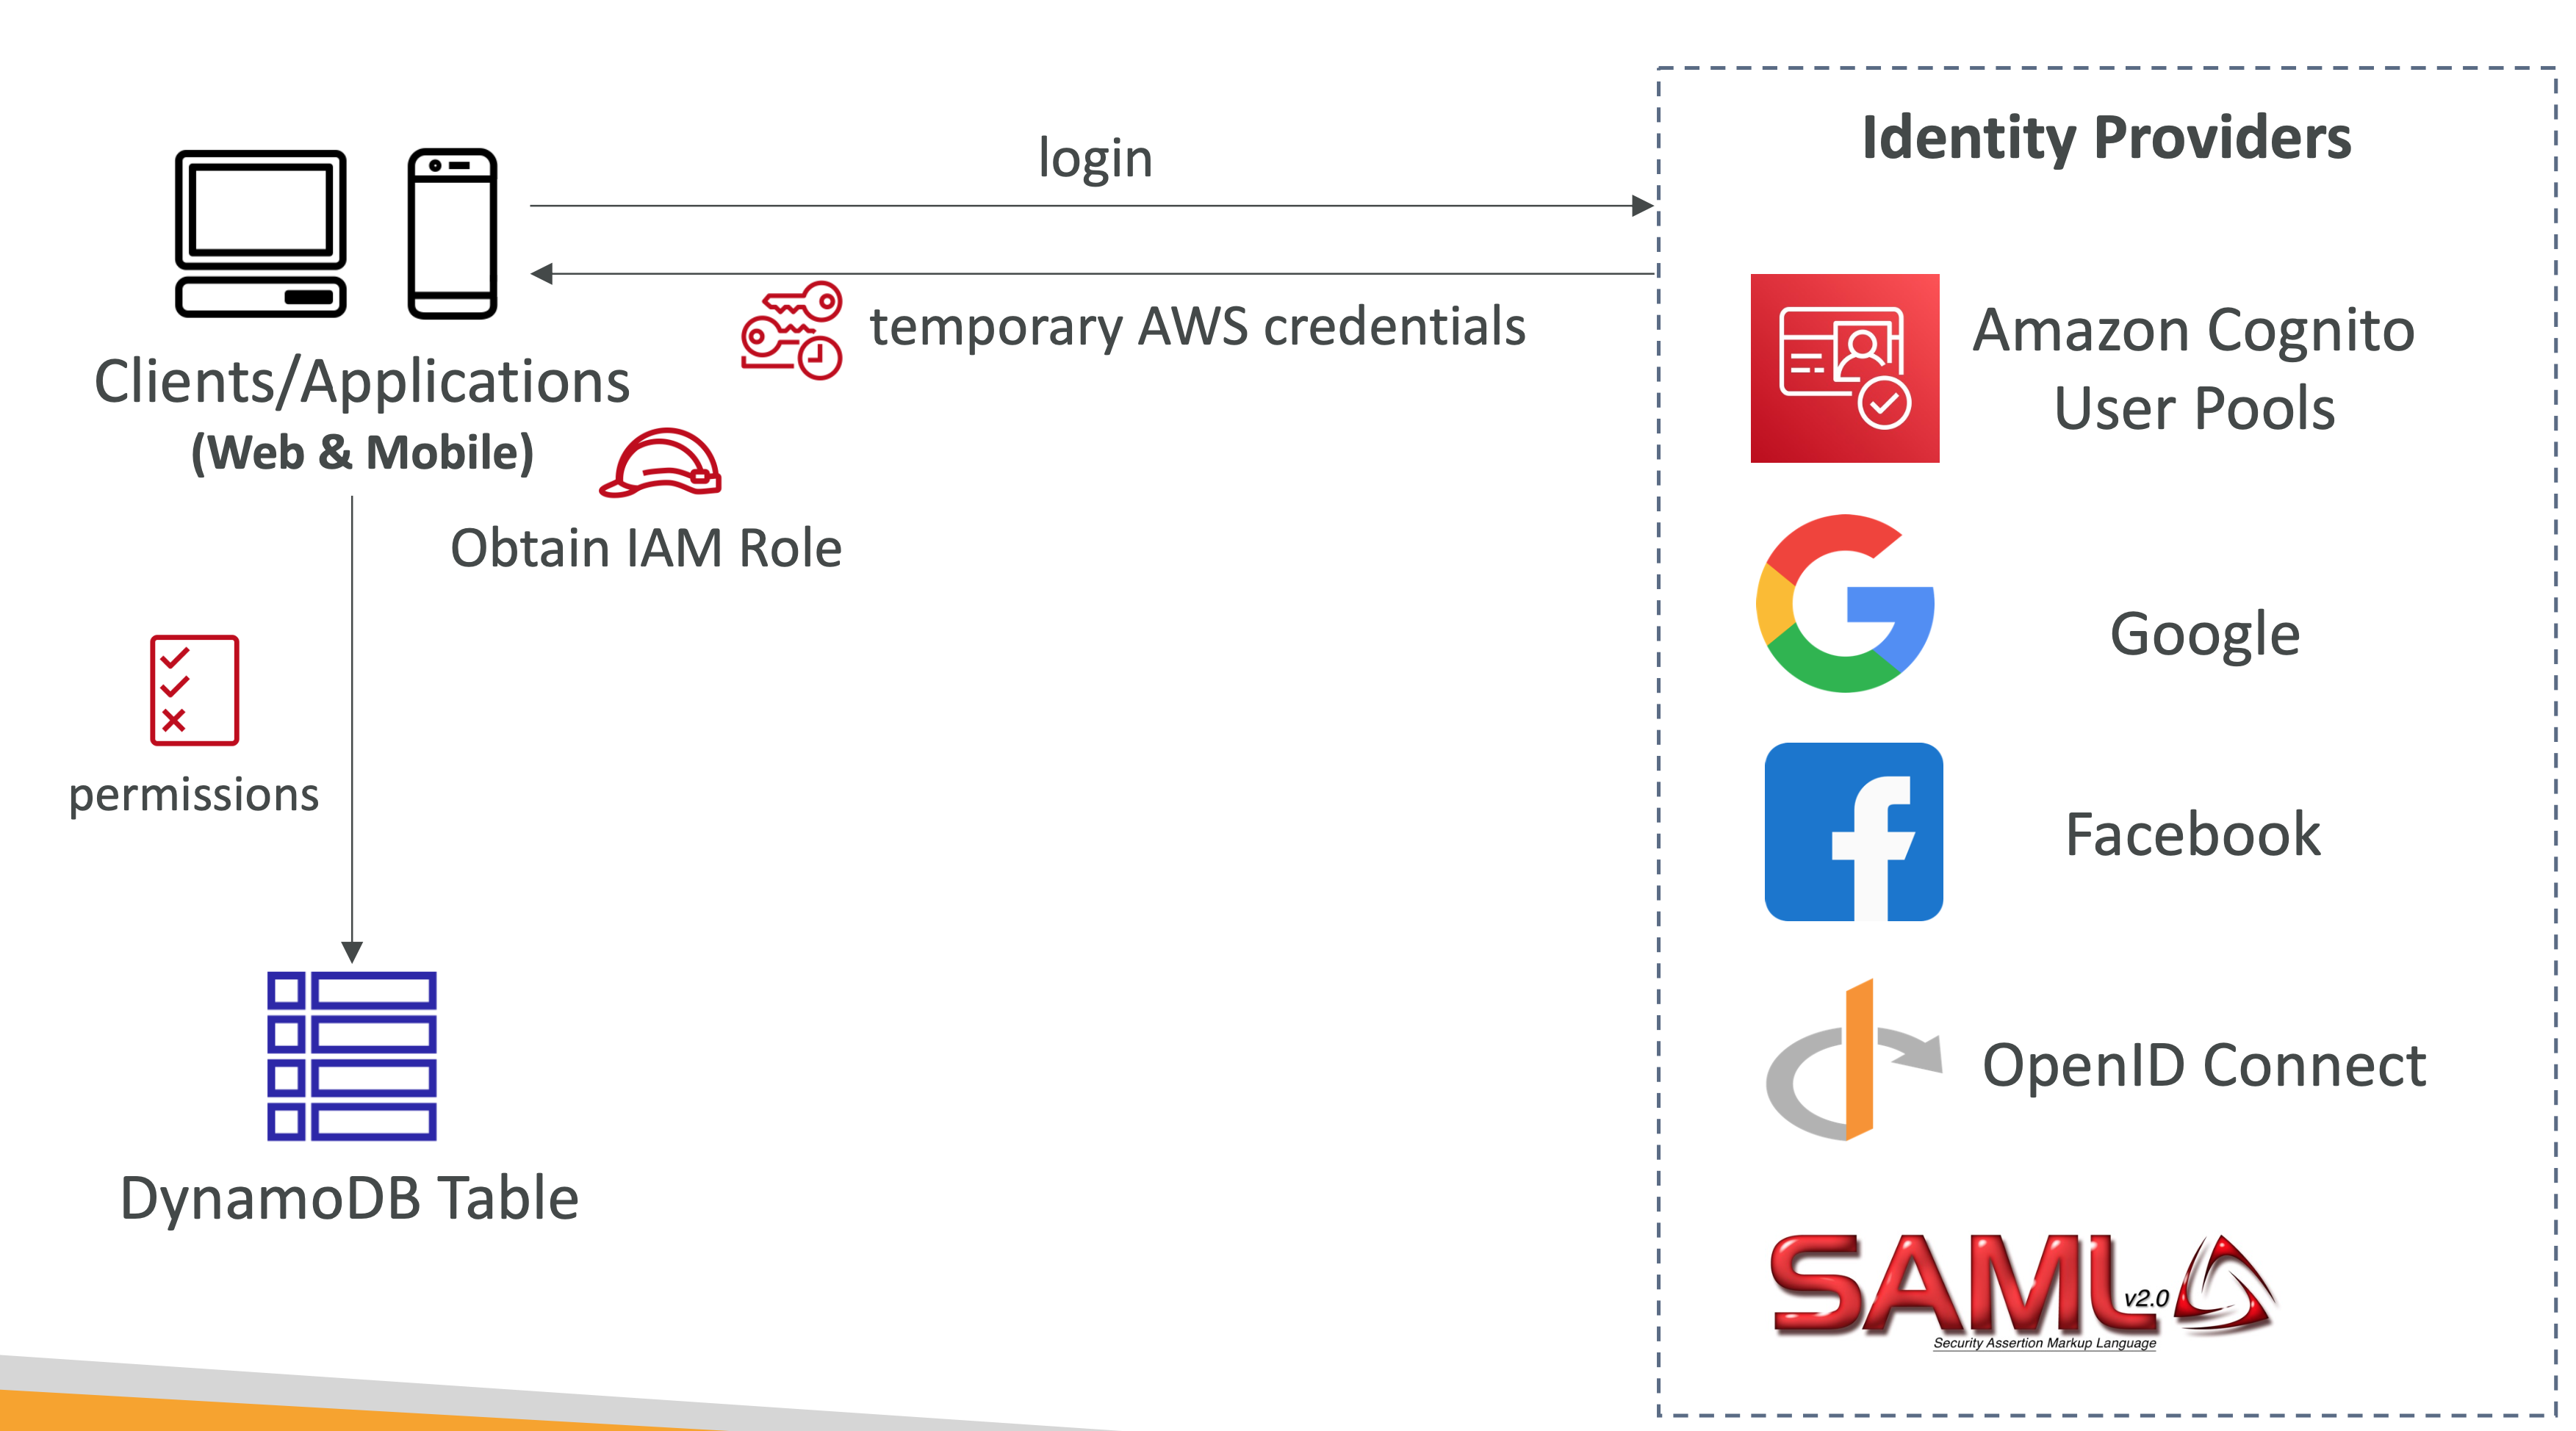 Identity Providers
login
temporary AWS credentials
Clients/Applications
(Web & Mobile)
Obtain IAM Role
permissions
DynamoDB Table
Amazon Cognito
User Pools
Google
Facebook
OpenID Connect
SAML v2.0
Security Assertion Markup Language